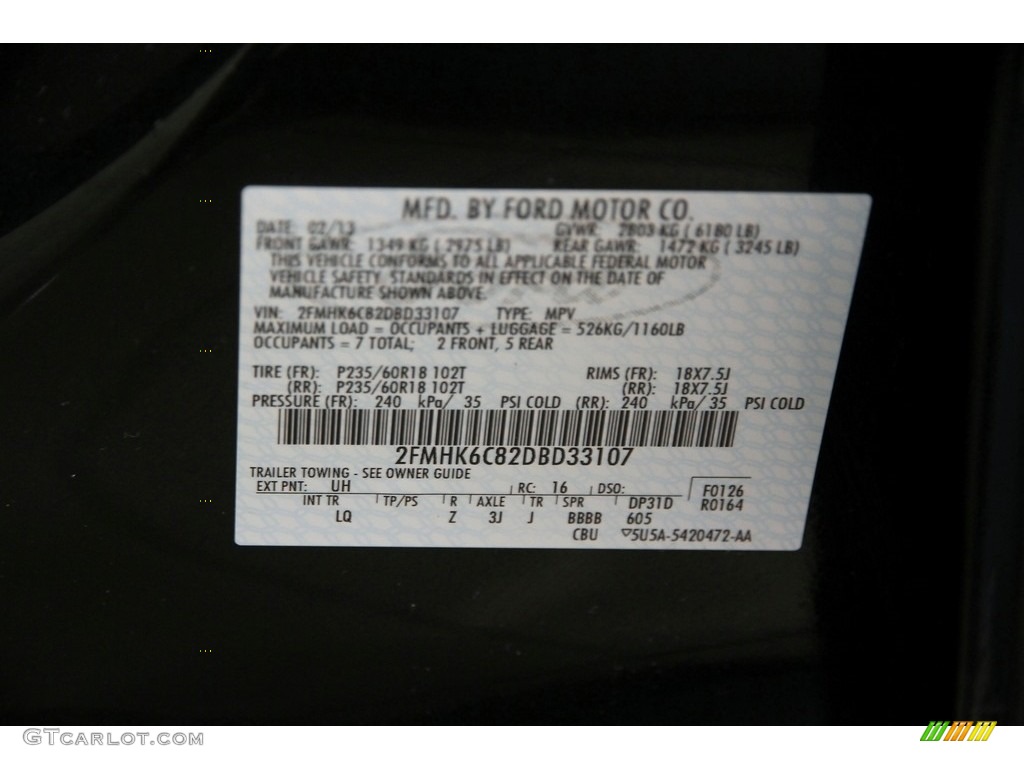 MFD. BY FORD MOTOR CO.
DATE: 02/13 GVWR: 2803 KG ( 6180 LB)
FRONT GAWR: 1349 KG ( 2975 LB) REAR GAWR: 1472 KG ( 3245 LB)
THIS VEHICLE CONFORMS TO ALL APPLICABLE FEDERAL MOTOR
VEHICLE SAFETY STANDARDS IN EFFECT ON THE DATE OF
MANUFACTURE SHOWN ABOVE.
VIN: 2FMHK6C82DBD33107 TYPE: MPV
MAXIMUM LOAD = OCCUPANTS + LUGGAGE = 526KG/1160LB
OCCUPANTS = 7 TOTAL; 2 FRONT, 5 REAR
TIRE (FR): P235/60R18 102T RIMS (FR): 18X7.5J
(RR): P235/60R18 102T (RR): 18X7.5J
PRESSURE (FR): 240 kPa/ 35 PSI COLD (RR): 240 kPa/ 35 PSI COLD
2FMHK6C82DBD33107
TRAILER TOWING - SEE OWNER GUIDE
EXT PNT: UH RC: 16 DSO: F0126
INT TR TP/PS R AXLE TR SPR DP31D R0164
LQ Z 3J J BBBB 605
CBU ▽5U5A-5420472-AA
GTCarLot.com